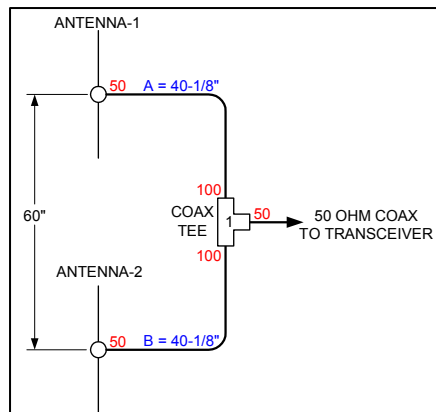 ANTENNA-1
50 A = 40-1/8"
100
COAX
TEE
1
50
50 OHM COAX
TO TRANSCEIVER
60"
100
ANTENNA-2
50 B = 40-1/8"